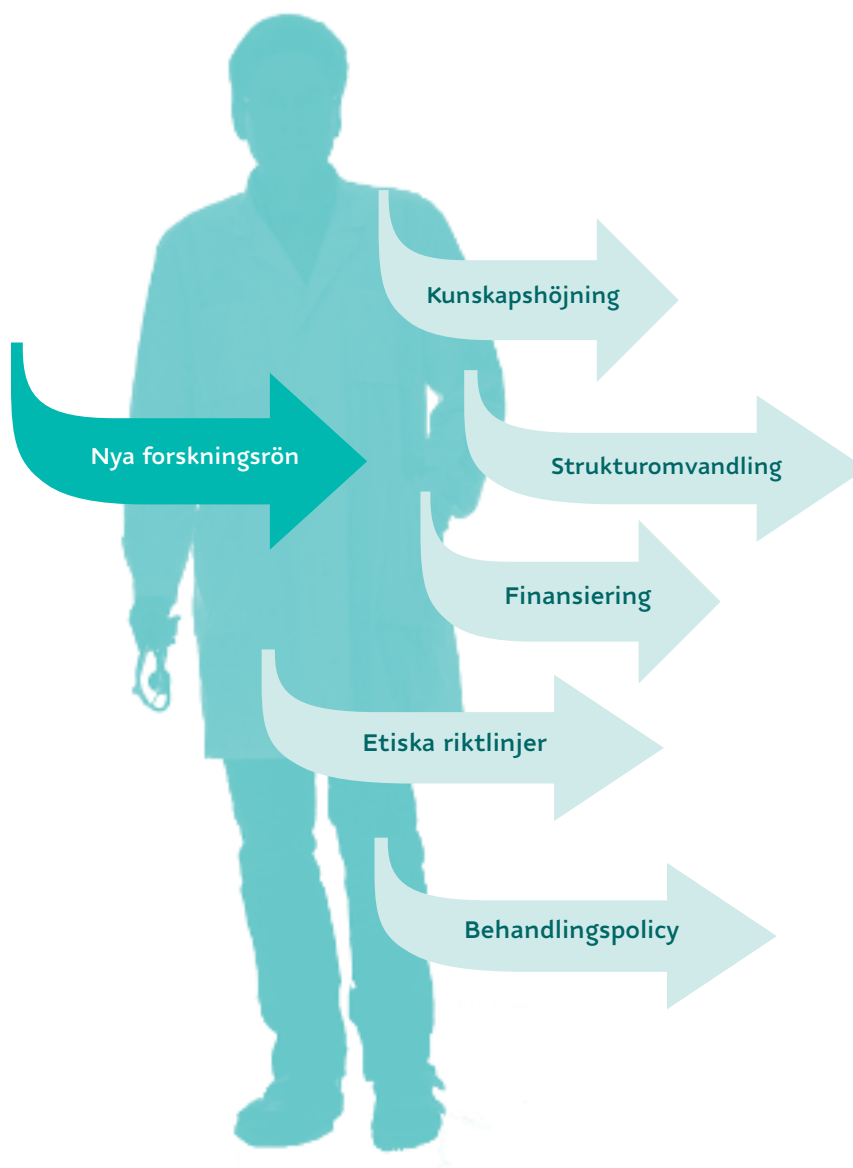 Kunskapshöjning
Nya forskningsrön
Strukturomvandling
Finansiering
Etiska riktlinjer
Behandlingspolicy